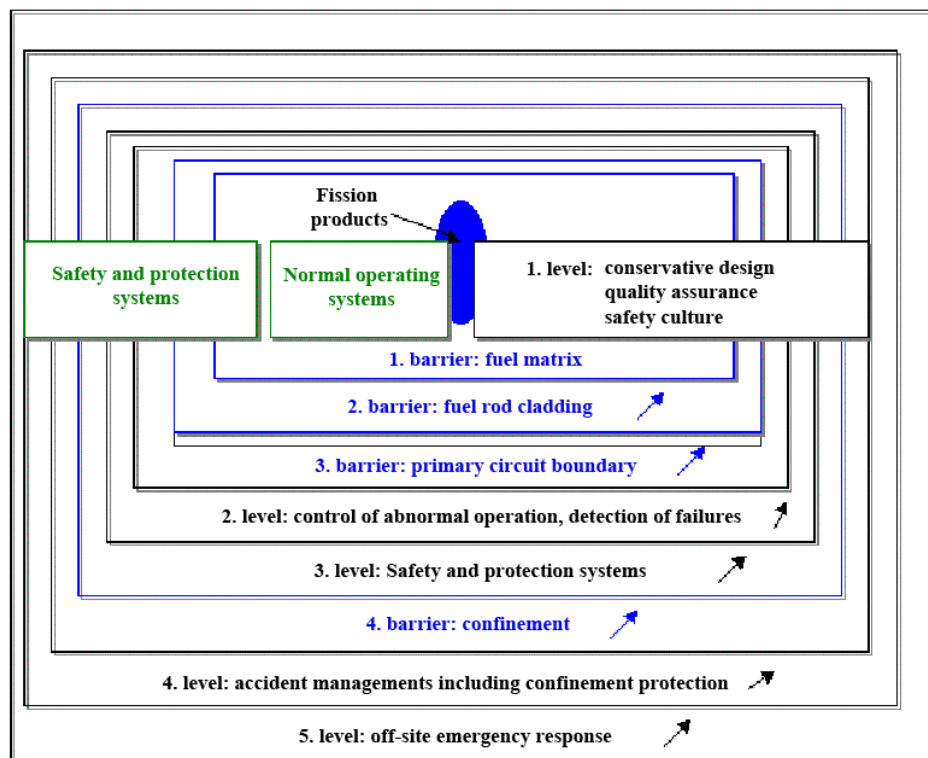 Fission
products
Safety and protection
systems
Normal operating
systems
1. level: conservative design
quality assurance
safety culture
1. barrier: fuel matrix
2. barrier: fuel rod cladding
3. barrier: primary circuit boundary
2. level: control of abnormal operation, detection of failures
3. level: Safety and protection systems
4. barrier: confinement
4. level: accident managements including confinement protection
5. level: off-site emergency response